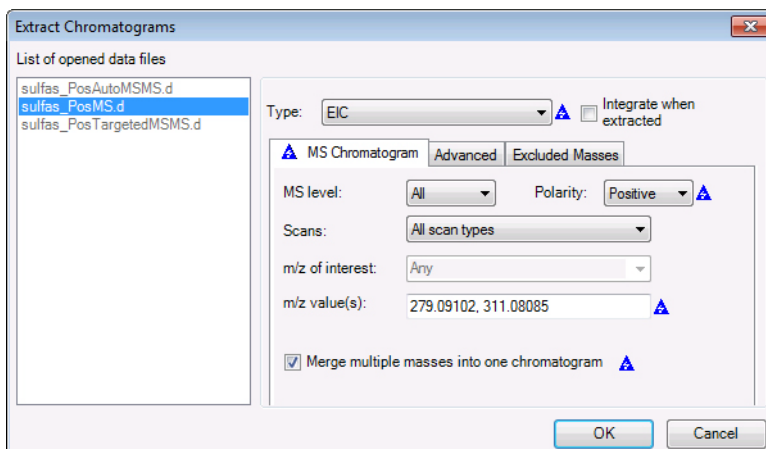 Extract Chromatograms
List of opened data files
sulfas_PosAutoMSMS.d
sulfas_PosMS.d
sulfas_PosTargetedMSMS.d
Type: EIC Integrate when extracted
MS Chromatogram Advanced Excluded Masses
MS level: All Polarity: Positive
Scans: All scan types
m/z of interest: Any
m/z value(s): 279.09102, 311.08085
Merge multiple masses into one chromatogram
OK Cancel